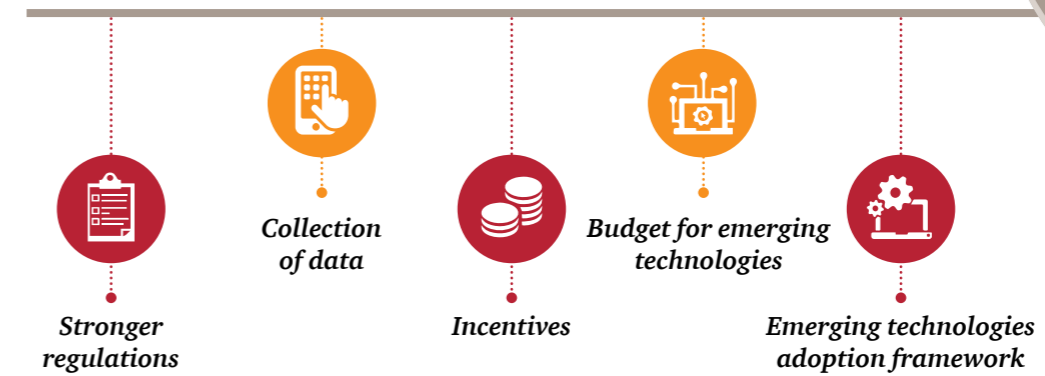 Stronger
regulations
Collection
of data
Incentives
Budget for emerging
technologies
Emerging technologies
adoption framework